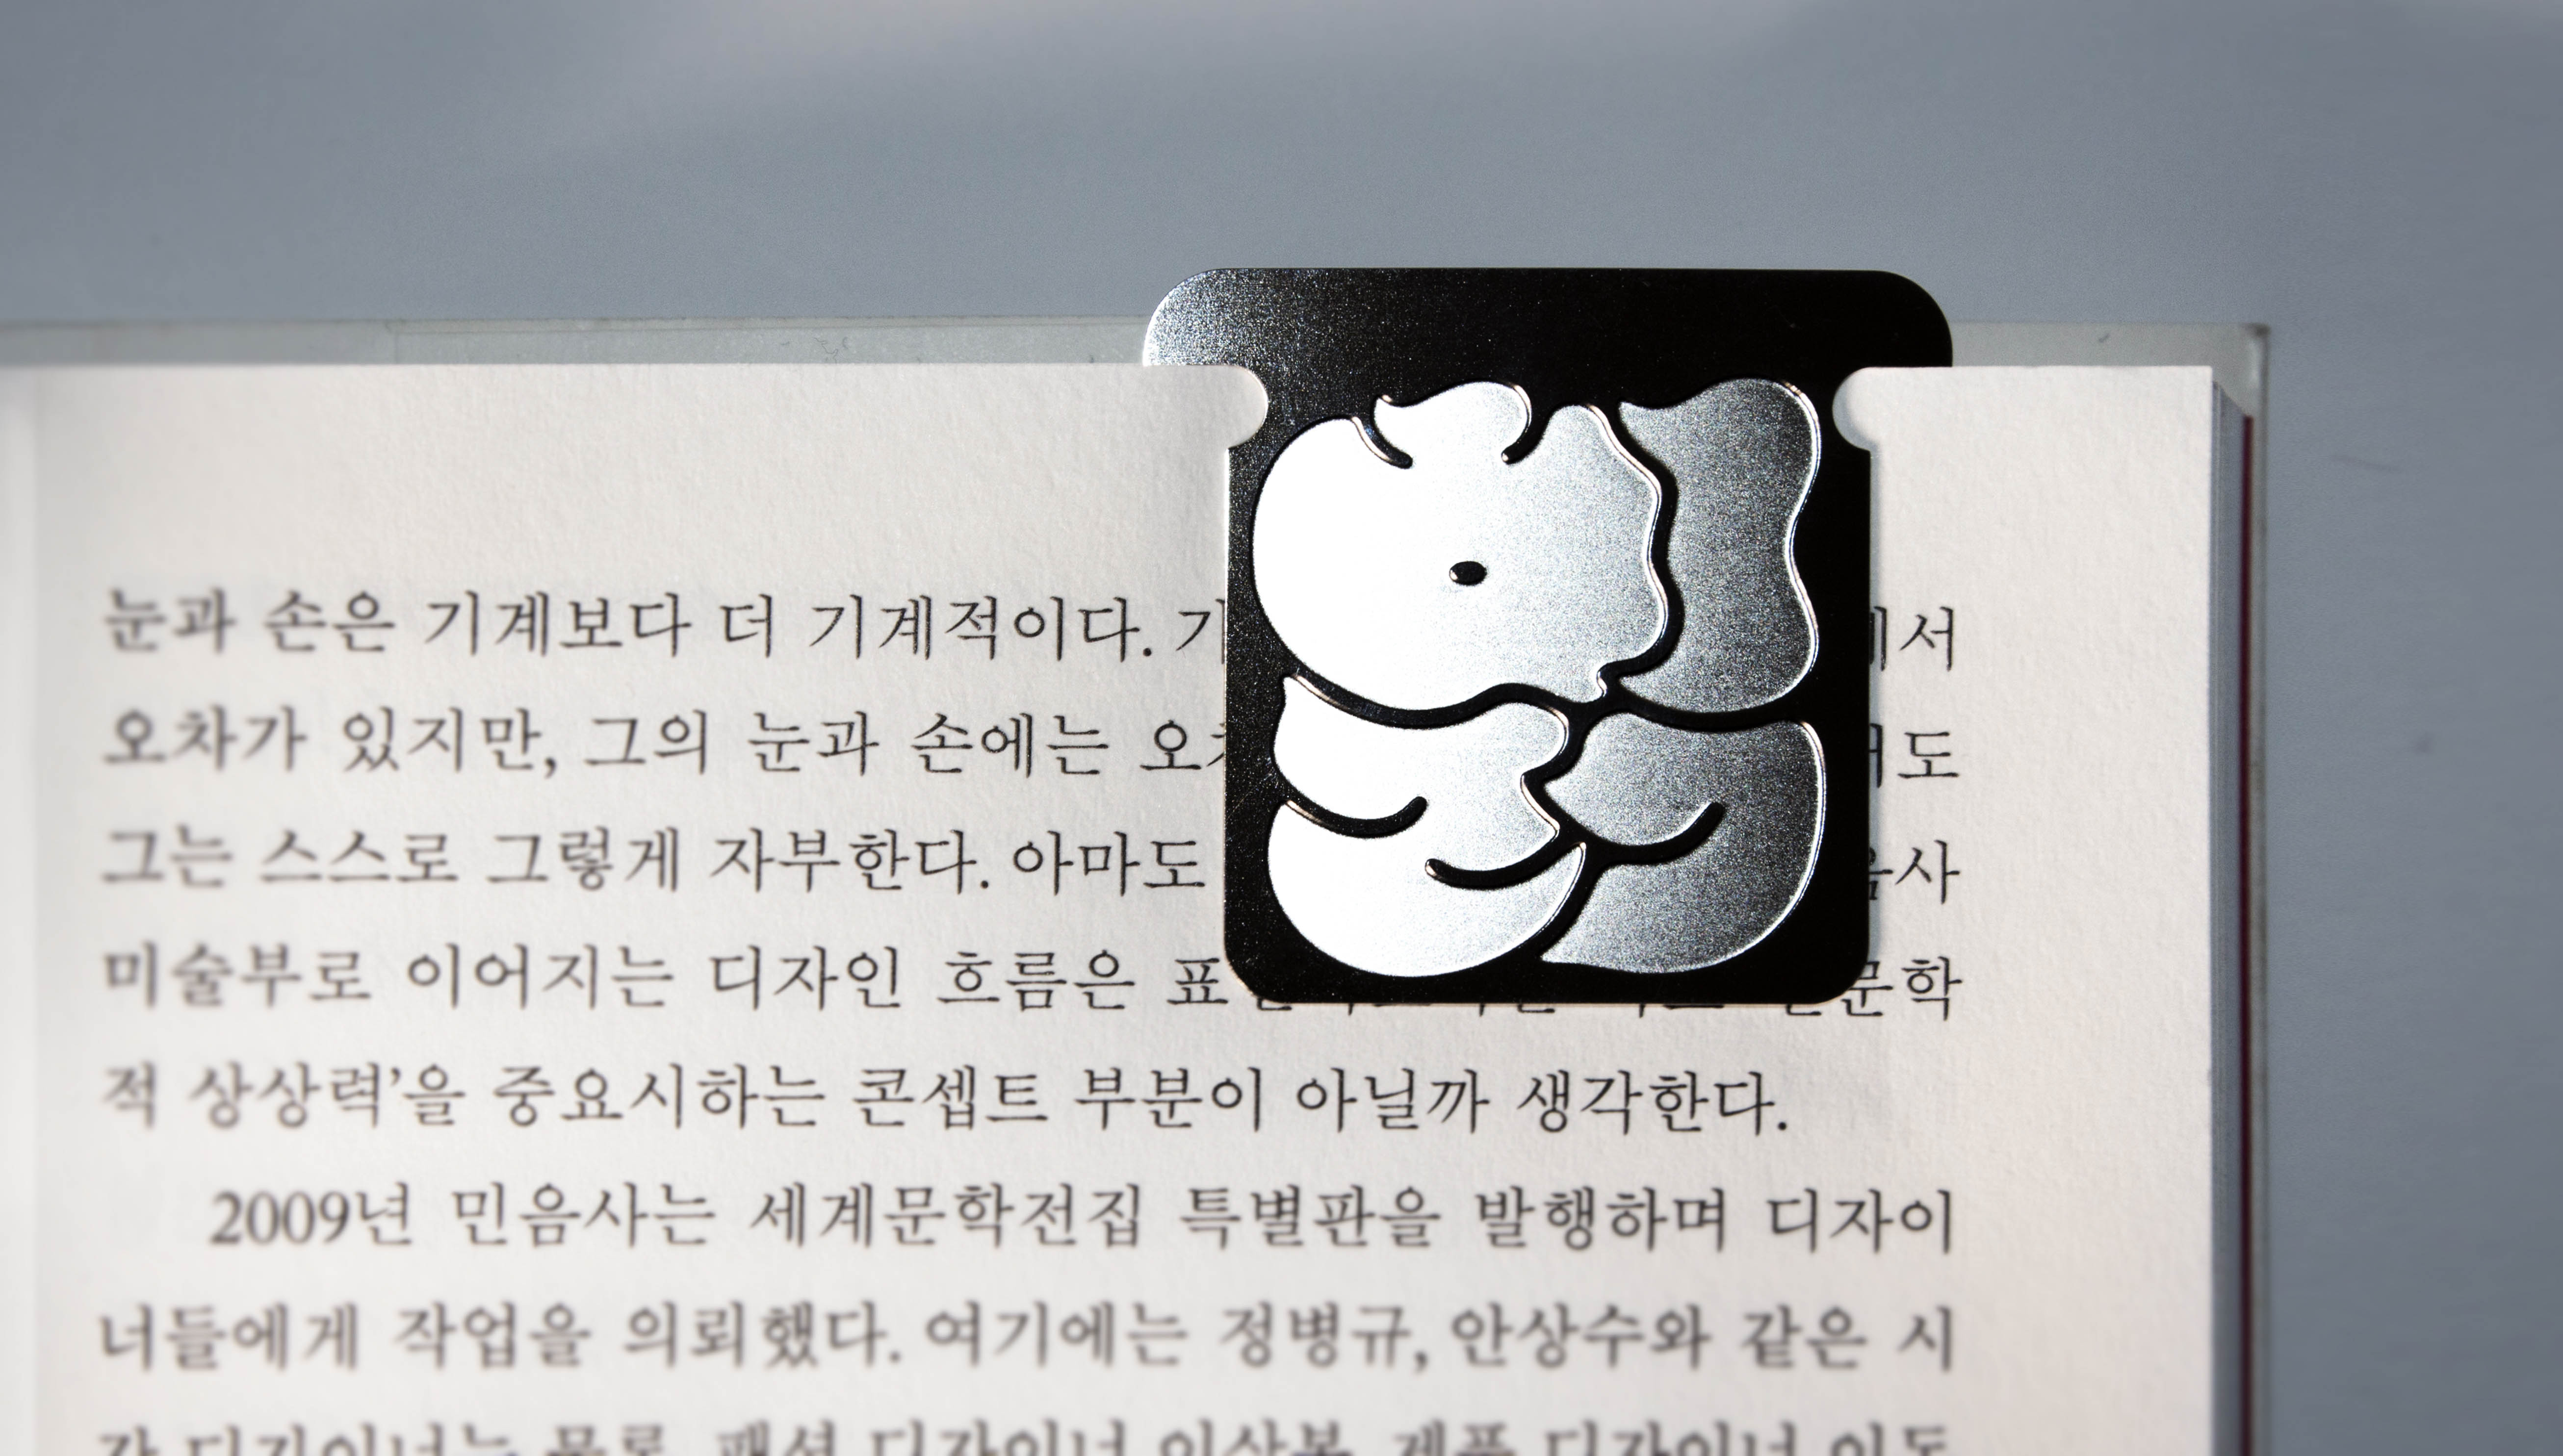 눈과 손은 기계보다 더 기계적이다.
오차가 있지만, 그의 눈과 손에는
그는 스스로 그렇게 자부한다. 아마도
미술부로 이어지는 디자인 흐름은
적 상상력’을 중요시하는 콘셉트 부분이 아닐까 생각한다.
2009년 민음사는 세계문학전집 특별판을 발행하며 디자이
너들에게 작업을 의뢰했다. 여기에는 정병규, 안상수와 같은 시